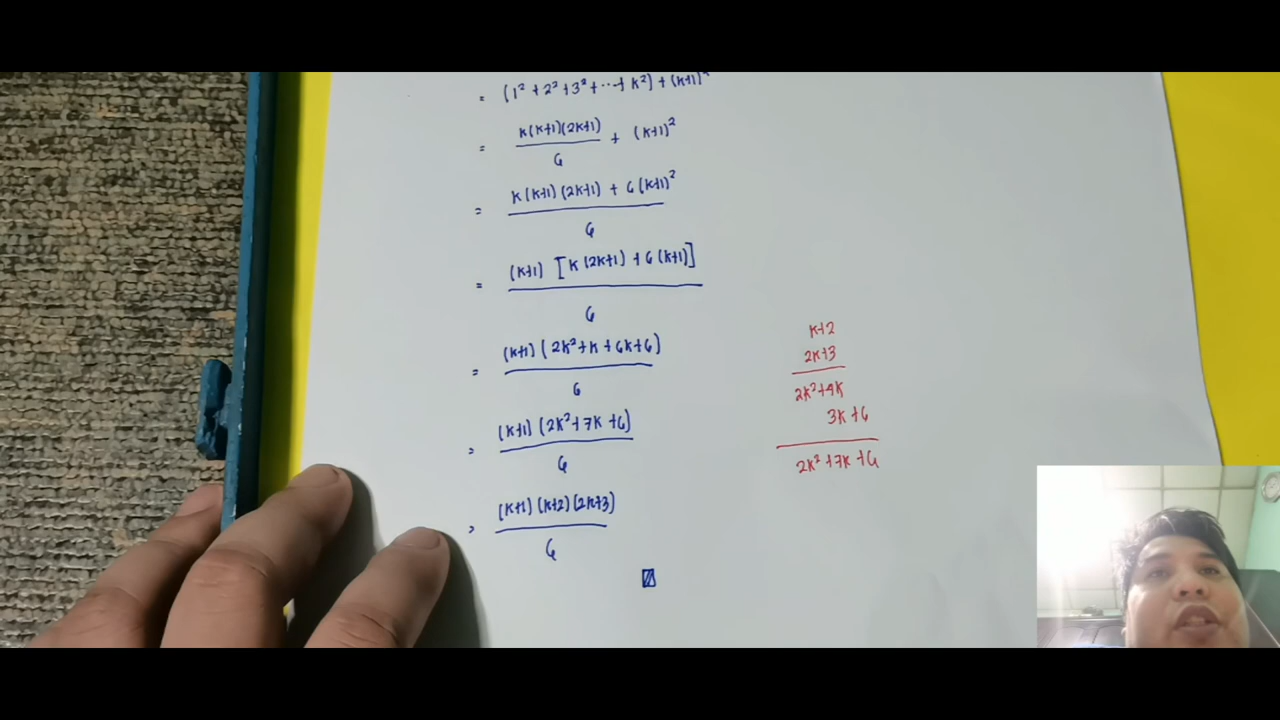 = (1² + 2² + 3² + ... + k²) + (k+1)²
= k(k+1)(2k+1)/6 + (k+1)²
= k(k+1)(2k+1) + 6(k+1)²
6
= (k+1) [k(2k+1) + 6(k+1)]
6
= (k+1)(2k²+k+6k+6)
6
= (k+1)(2k²+7k+6)
6
= (k+1)(k+2)(2k+3)
6
k+2
2k+3
2k²+4k
3k+6
2k²+7k+6